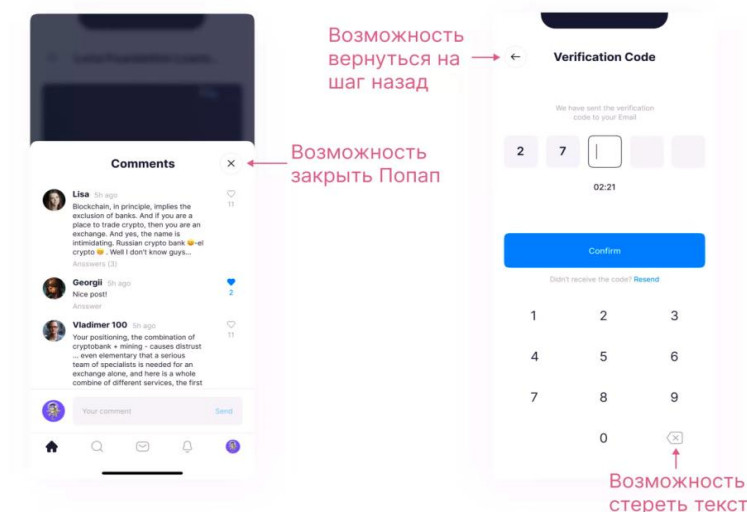 Comments
Lisa 5h ago
Blockchain, in principle, implies the
exclusion of banks. And if you are a
place to trade crypto, then you are an
exchange. And yes, the name is
intimidating. Russian crypto bank 😀-el
crypto 😀. Well I don't know guys...
11
Ansswers (3)
Georgii 5h ago
Nice post!
2
Ansswer
Vladimer 100 5h ago
Your positioning, the combination of
cryptobank + mining - causes distrust
... even elementary that a serious
team of specialists is needed for an
exchange alone, and here is a whole
combine of different services, the first
11
Your comment Send
Возможность
закрыть Попап
Возможность
вернуться на
шаг назад
Verification Code
We have sent the verification
code to your Email
2 7
02:21
Confirm
Didn't receive the code? Resend
1 2 3
4 5 6
7 8 9
0
Возможность
стереть текст